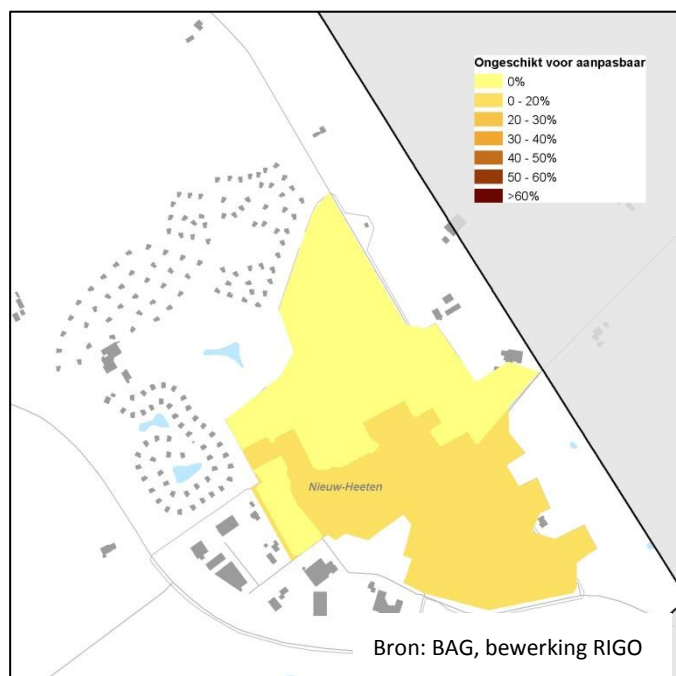 Ongeschikt voor aanpasbaar
0%
0 - 20%
20 - 30%
30 - 40%
40 - 50%
50 - 60%
>60%
Nieuw-Heeten
Bron: BAG, bewerking RIGO